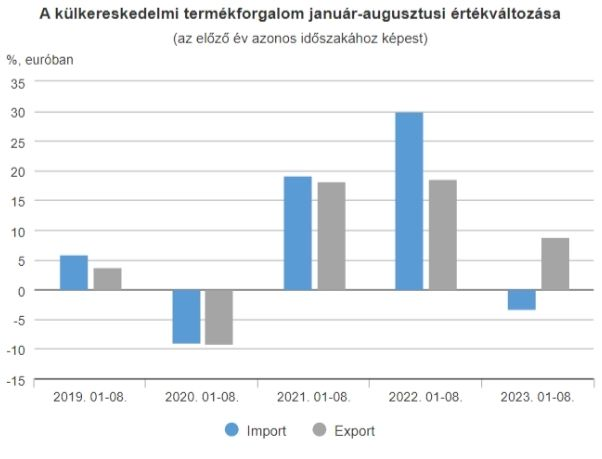 A külkereskedelmi termékforgalom január-augusztusi értékváltozása
(az előző év azonos időszakához képest)
%, euróban
35
30
25
20
15
10
5
0
-5
-10
-15
2019. 01-08. 2020. 01-08. 2021. 01-08. 2022. 01-08. 2023. 01-08.
Import Export